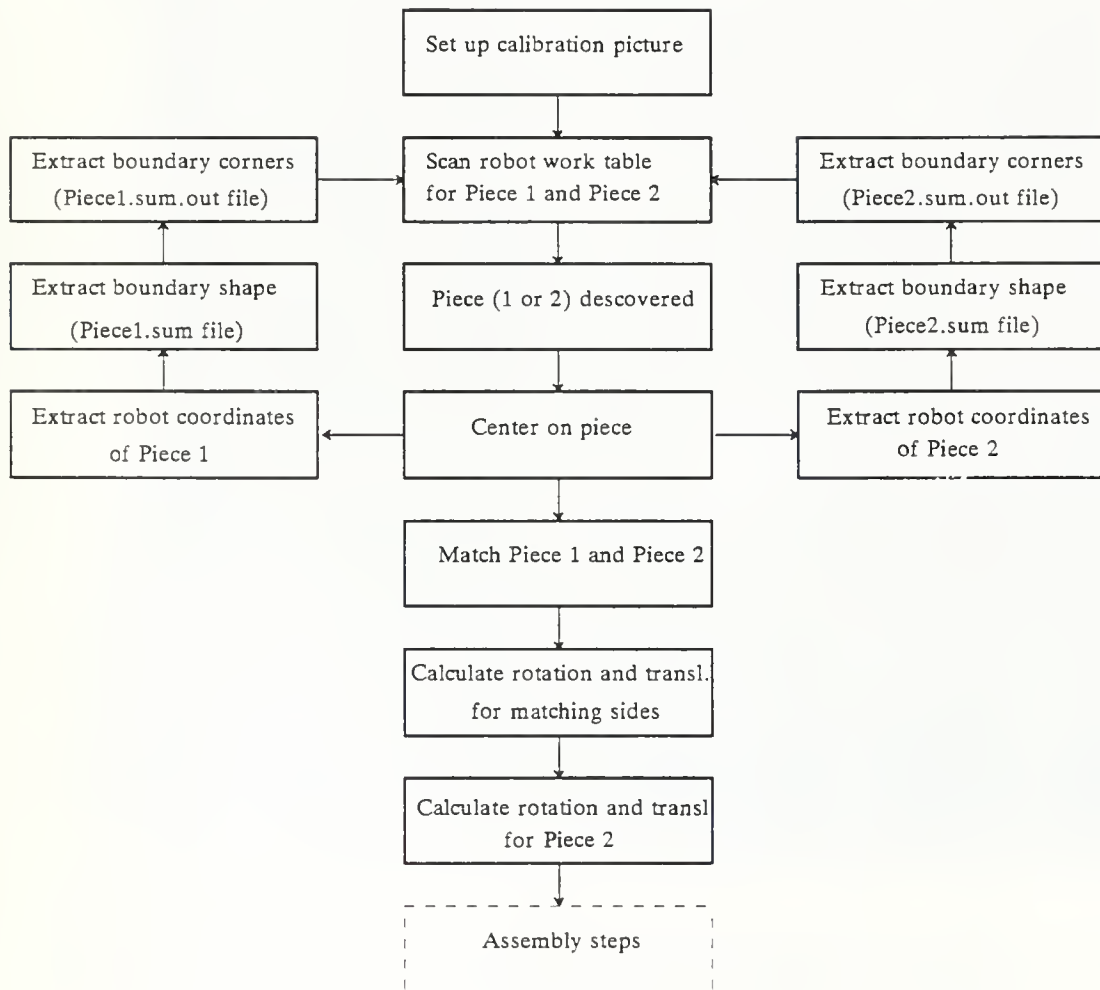 Set up calibration picture
Extract boundary corners
(Piece1.sum.out file)
Scan robot work table
for Piece 1 and Piece 2
Extract boundary corners
(Piece2.sum.out file)
Extract boundary shape
(Piece1.sum file)
Piece (1 or 2) descovered
Extract boundary shape
(Piece2.sum file)
Extract robot coordinates
of Piece 1
Center on piece
Extract robot coordinates
of Piece 2
Match Piece 1 and Piece 2
Calculate rotation and transl.
for matching sides
Calculate rotation and transl
for Piece 2
Assembly steps